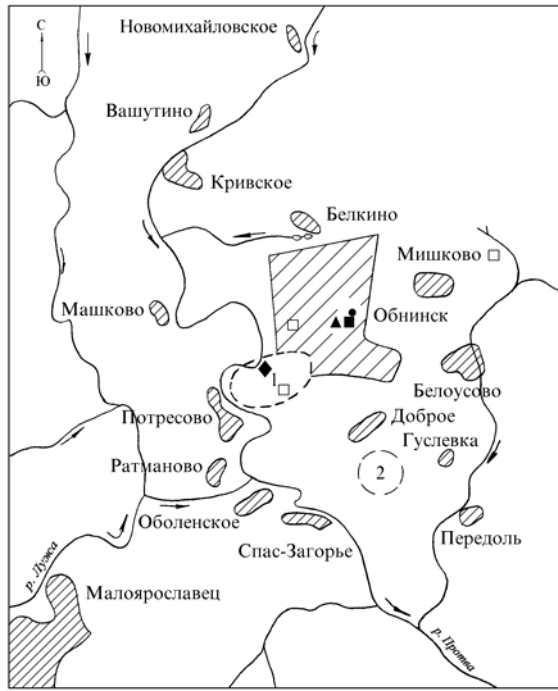 С
Ю
Новомихайловское
Вашутино
Кривское
Белкино
Мишково
Машково
Обнинск
1
Белоусово
Потресово
Доброе
Гуслевка
Ратманово
2
Оболенское
Передоль
Спас-Загорье
р. Лужа
Малоярославец
р. Протва